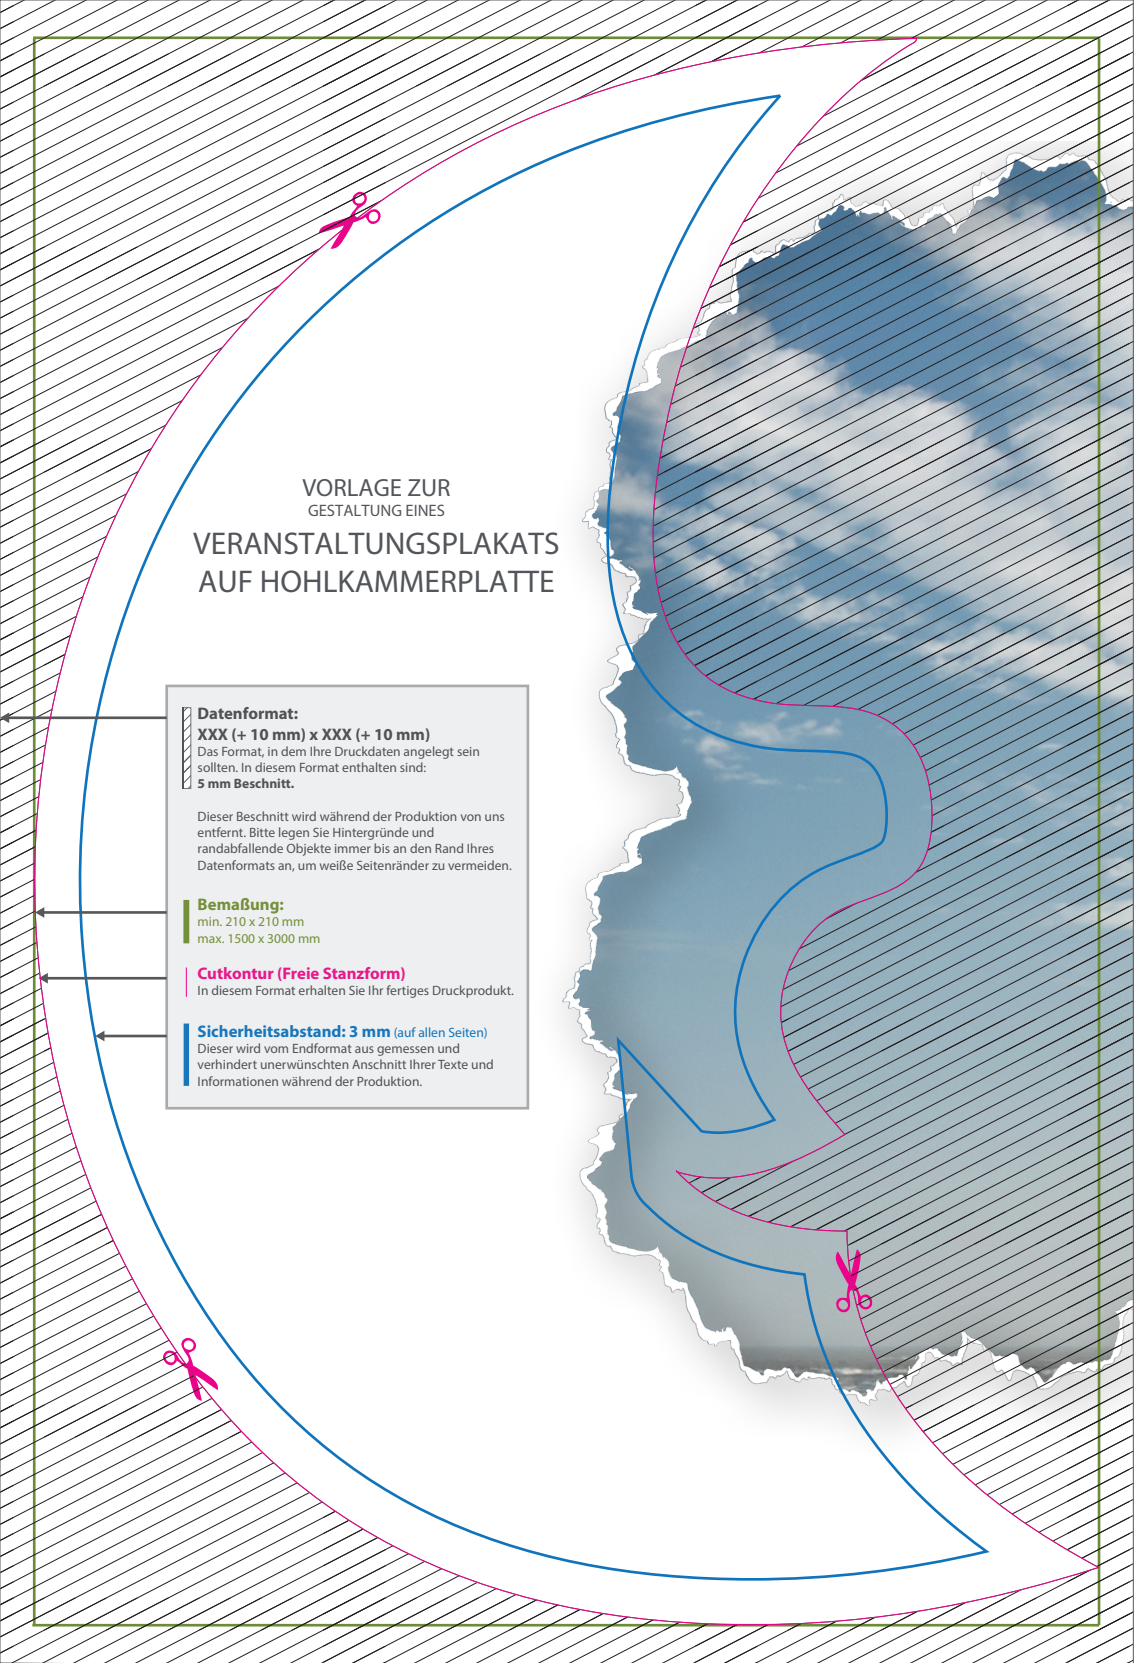 VORLAGE ZUR
GESTALTUNG EINES
VERANSTALTUNGSPLAKATS
AUF HOHLKAMMERPLATTE
Datenformat:
XXX (+ 10 mm) x XXX (+ 10 mm)
Das Format, in dem Ihre Druckdaten angelegt sein
sollten. In diesem Format enthalten sind:
5 mm Beschnitt.
Dieser Beschnitt wird während der Produktion von uns
entfernt. Bitte legen Sie Hintergründe und
randabfallende Objekte immer bis an den Rand Ihres
Datenformats an, um weiße Seitenränder zu vermeiden.
Bemaßung:
min. 210 x 210 mm
max. 1500 x 3000 mm
Cutkontur (Freie Stanzform)
In diesem Format erhalten Sie Ihr fertiges Druckprodukt.
Sicherheitsabstand: 3 mm (auf allen Seiten)
Dieser wird vom Endformat aus gemessen und
verhindert unerwünschten Anschnitt Ihrer Texte und
Informationen während der Produktion.